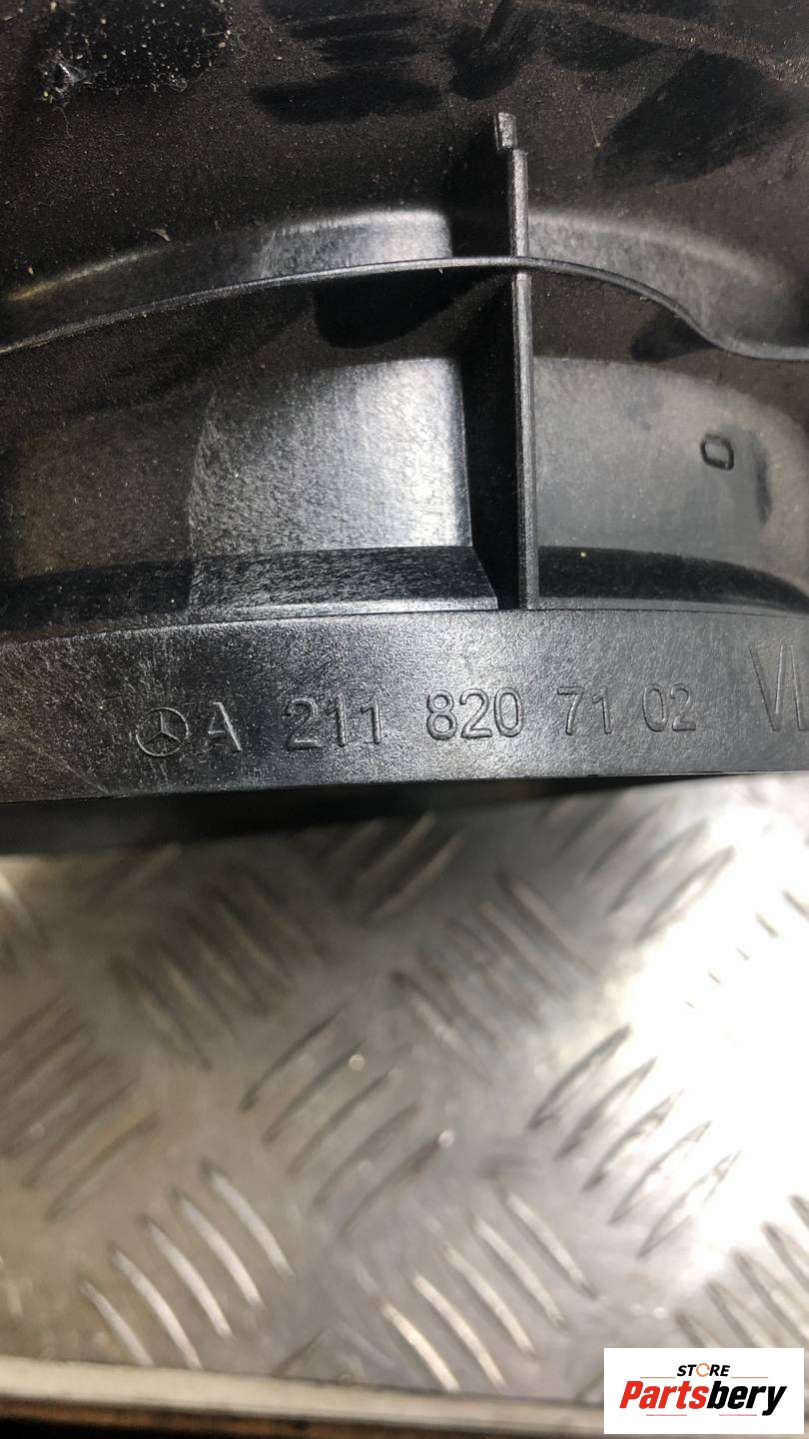 O
A 211 820 71 02
STORE
Partsbery